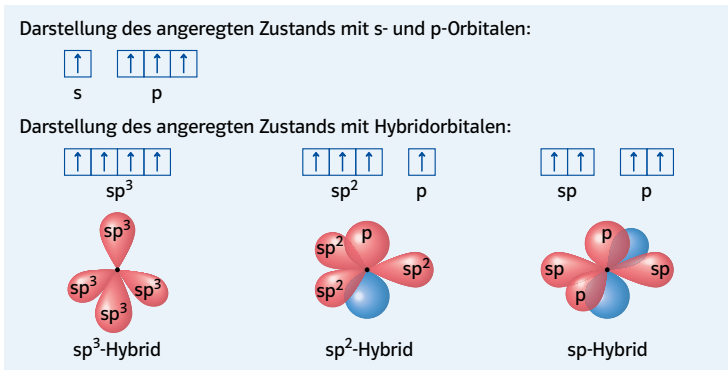 Darstellung des angeregten Zustands mit s- und p-Orbitalen:
↑ ↑ ↑ ↑
s p
Darstellung des angeregten Zustands mit Hybridorbitalen:
↑ ↑ ↑ ↑ ↑ ↑ ↑ ↑ ↑ ↑ ↑ ↑
sp³ sp² p sp p
sp³
sp³ sp³
sp³
p
sp² sp²
sp²
p
sp sp
p
sp³-Hybrid sp²-Hybrid sp-Hybrid